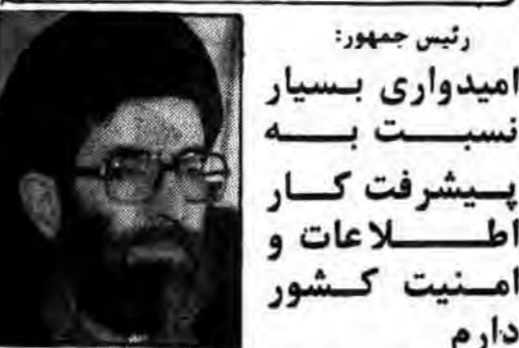 رئیس جمهور:
امیدواری بسیار
نسبت به
پیشرفت کار
اطلاعات و
امنیت کشور
دارم